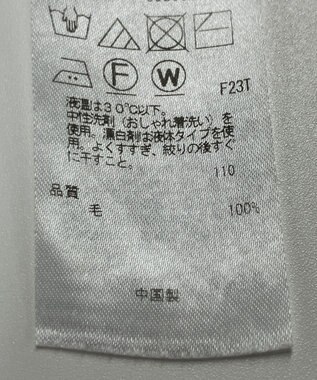 F W
F23T
液温は30℃以下。
中性洗剤(おしゃれ着洗い)を
使用。漂白剤は液体タイプを使
用。よくすすぎ、絞りの後すぐ
に干すこと。
110
品質
毛 100%
中国製